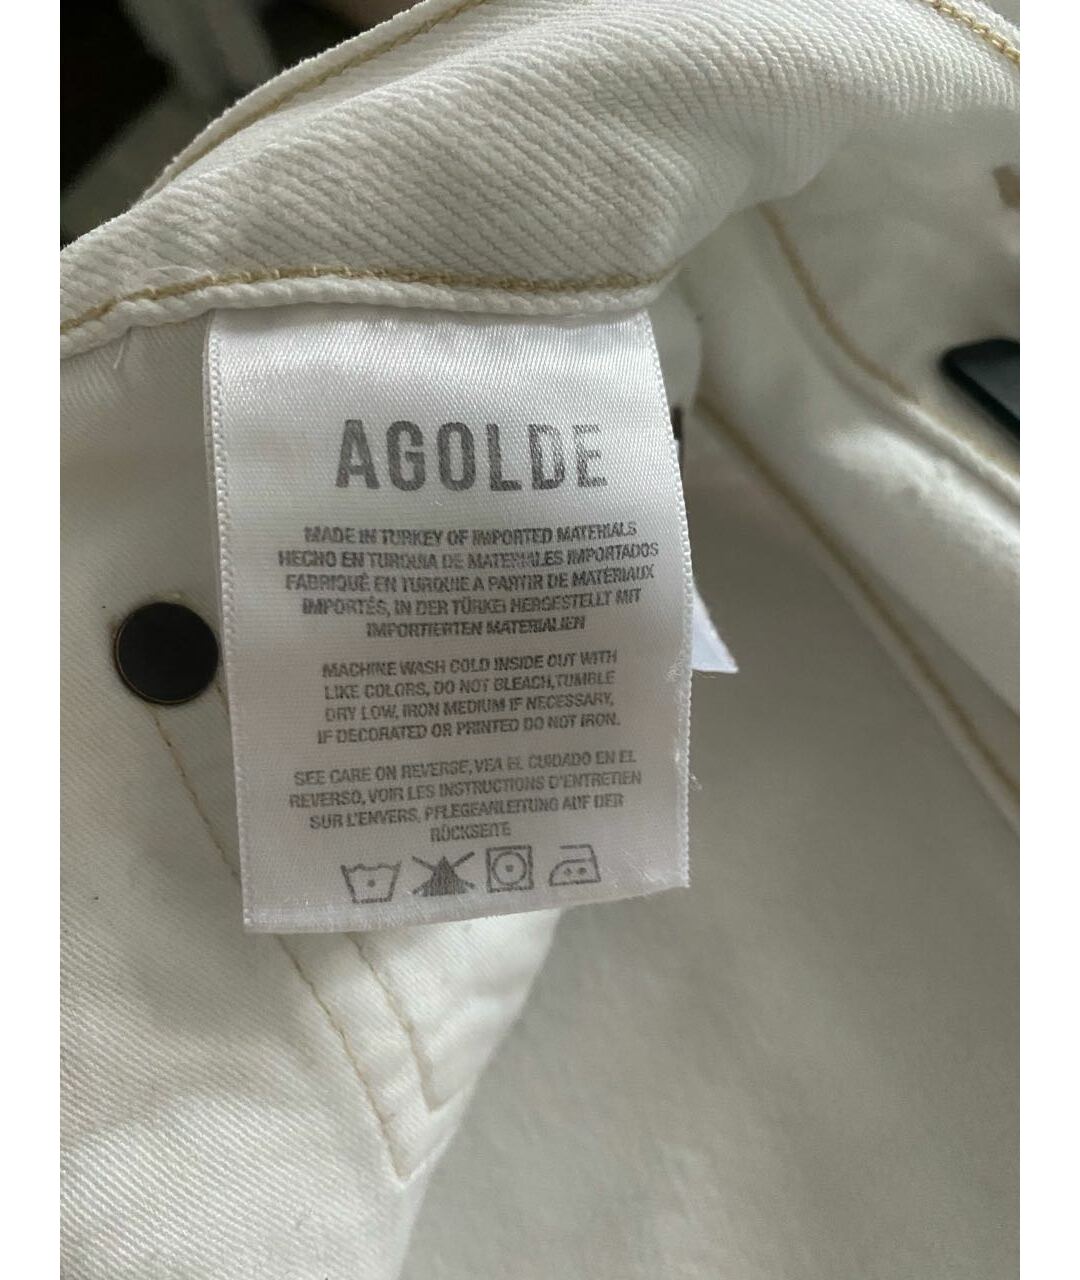 AGOLDE
MADE IN TURKEY OF IMPORTED MATERIALS
HECHO EN TURQUIA DE MATERIALES IMPORTADOS
FABRIQUÉ EN TURQUIE A PARTIR DE MATERIAUX
IMPORTÉS, IN DER TÜRKEI HERGESTELLT MIT
IMPORTIERTEN MATERIALIEN
MACHINE WASH COLD INSIDE OUT WITH
LIKE COLORS, DO NOT BLEACH, TUMBLE
DRY LOW, IRON MEDIUM IF NECESSARY,
IF DECORATED OR PRINTED DO NOT IRON.
SEE CARE ON REVERSE, VEA EL CUIDADO EN EL
REVERSO, VOIR LES INSTRUCTIONS D'ENTRETIEN
SUR L'ENVERS, PFLEGEANLEITUNG AUF DER
RÜCKSEITE